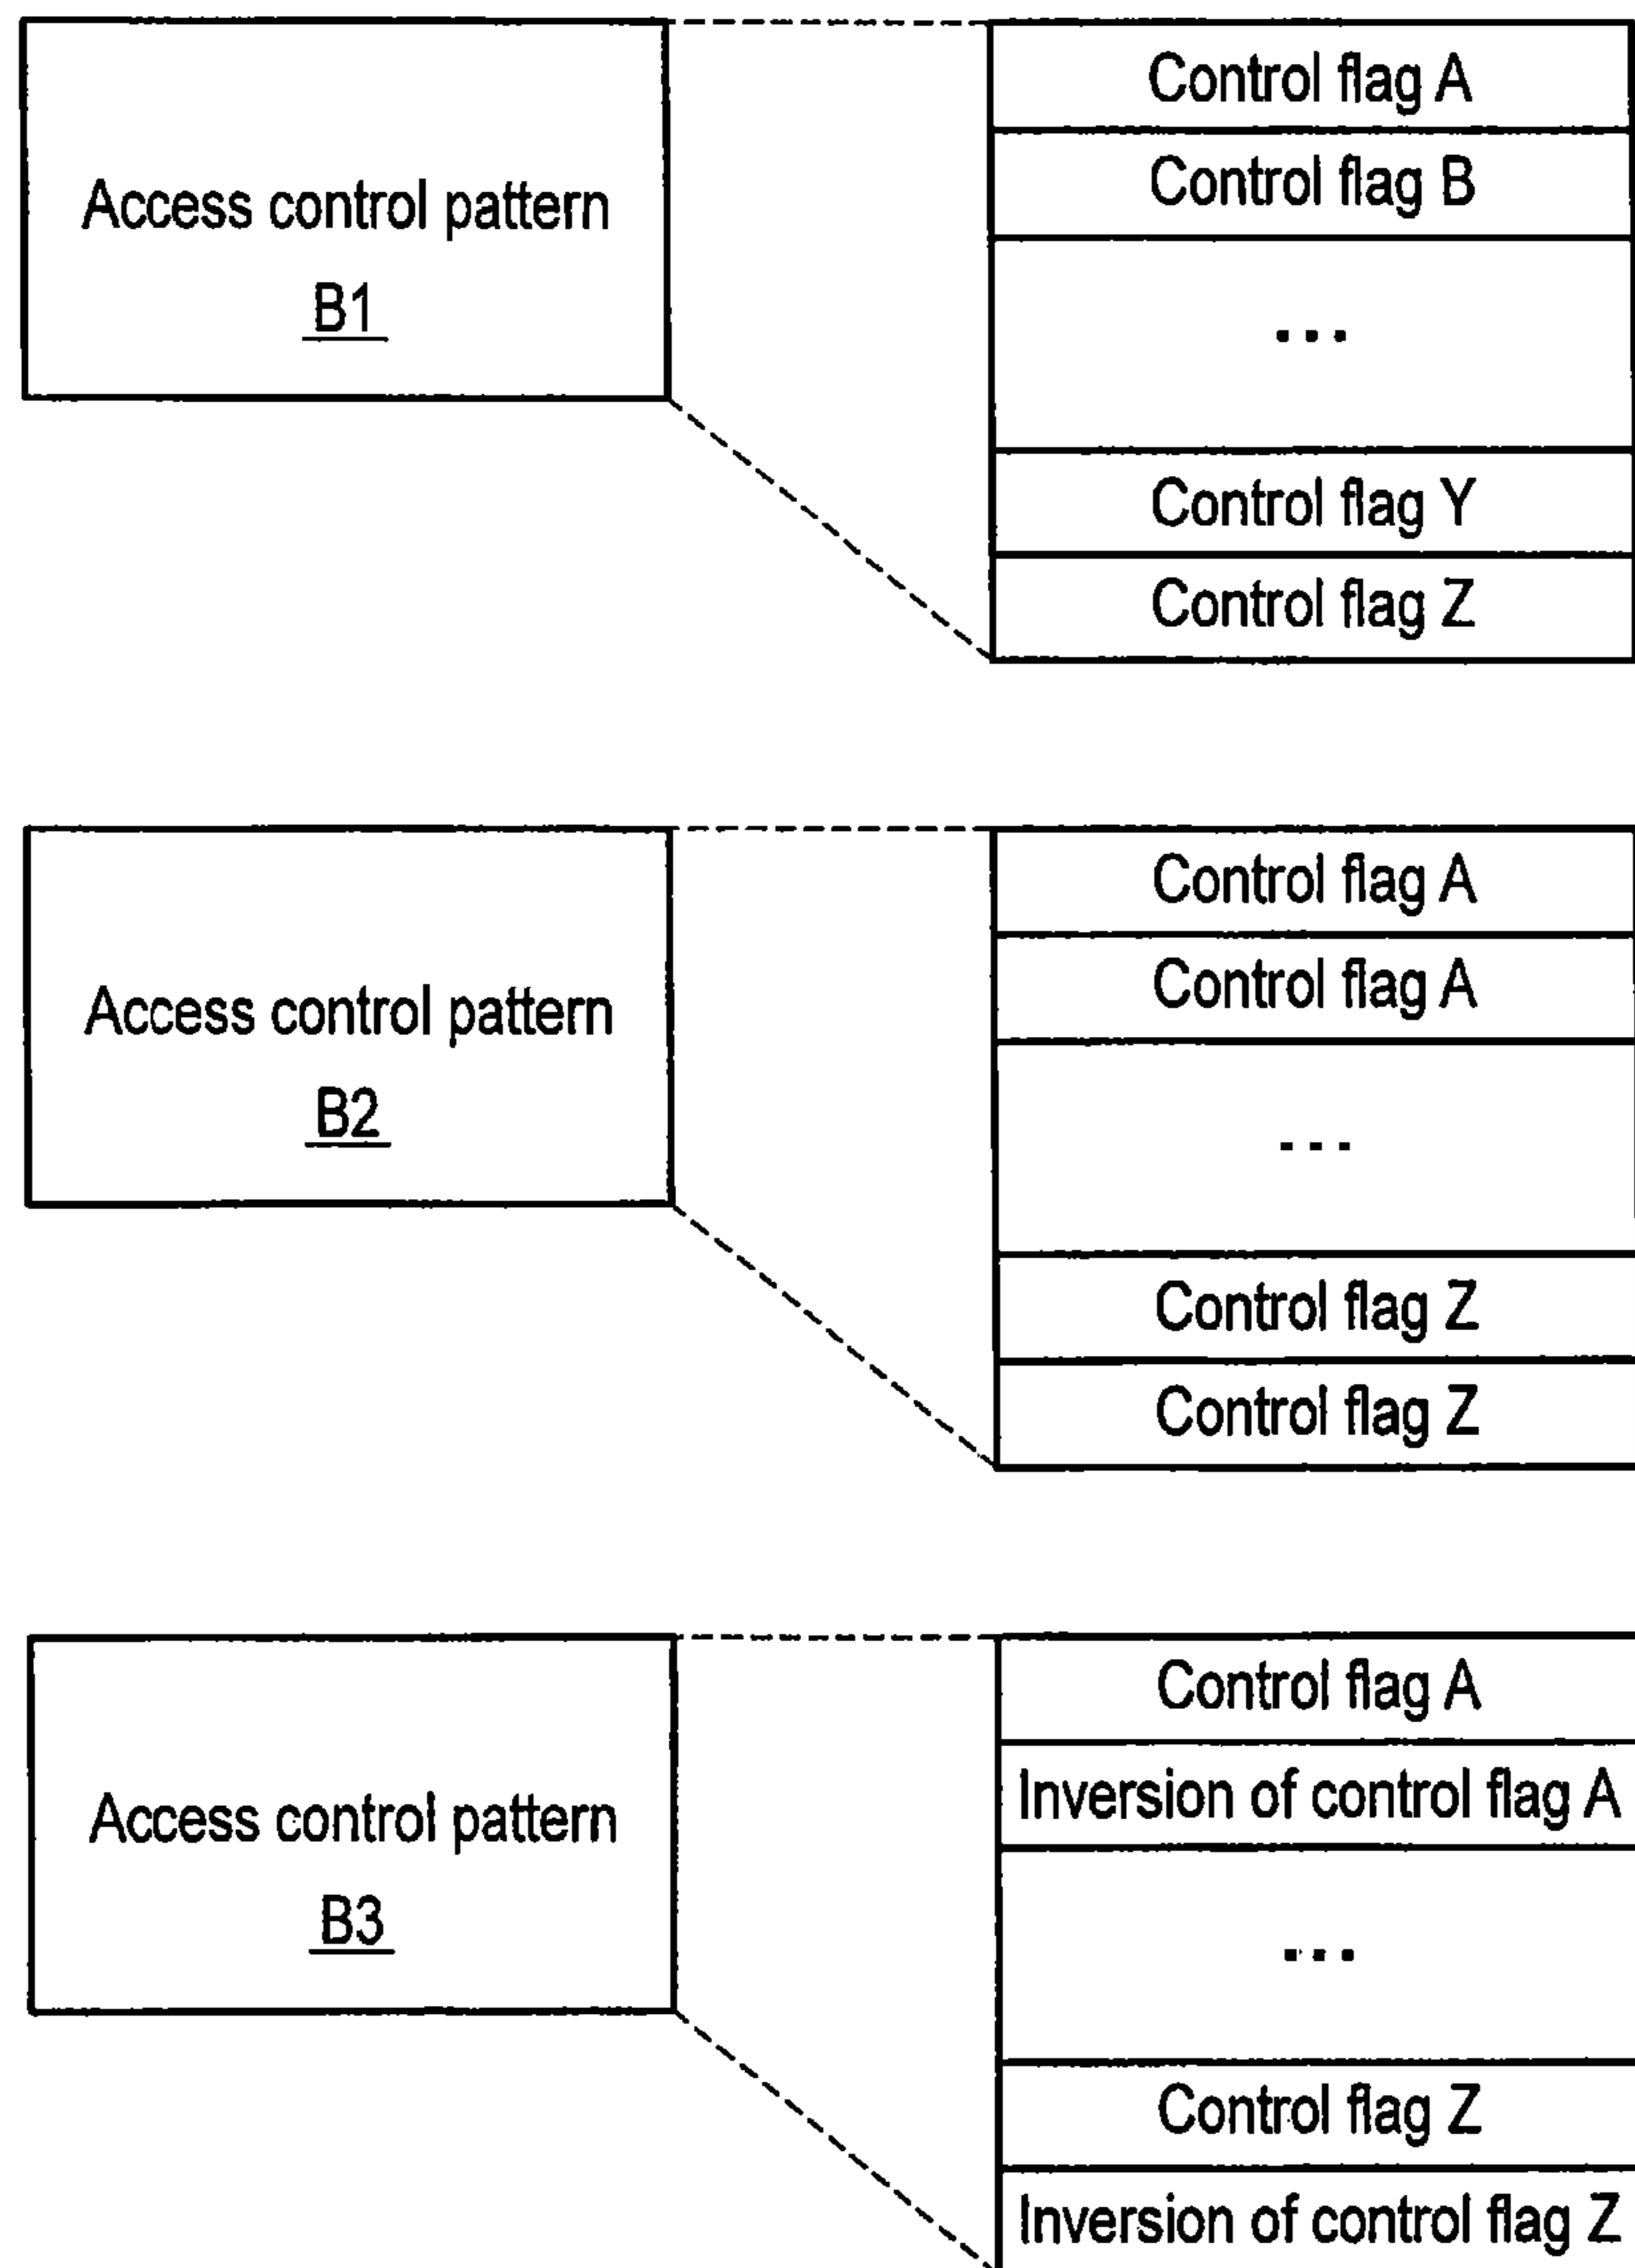 Access control pattern
B1
Control flag A
Control flag B
...
Control flag Y
Control flag Z
Access control pattern
B2
Control flag A
Control flag A
...
Control flag Z
Control flag Z
Access control pattern
B3
Control flag A
Inversion of control flag A
...
Control flag Z
Inversion of control flag Z